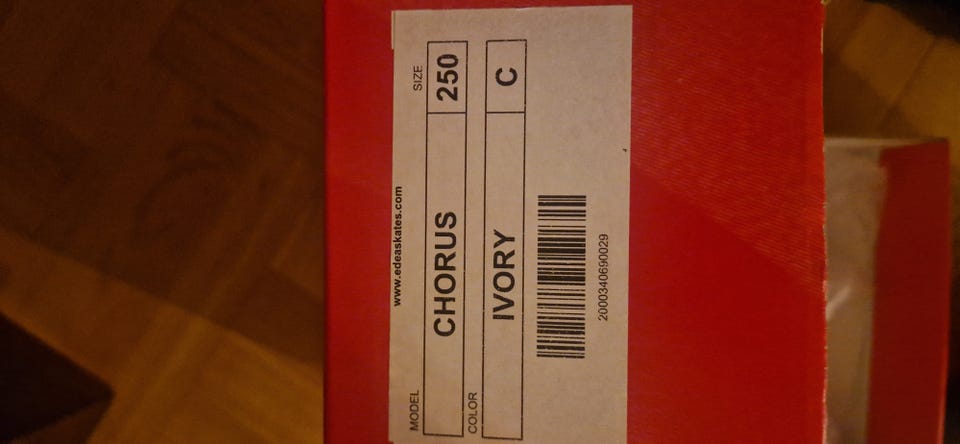 www.edeaskates.com
MODEL SIZE
CHORUS 250
COLOR
IVORY C
2000340690029